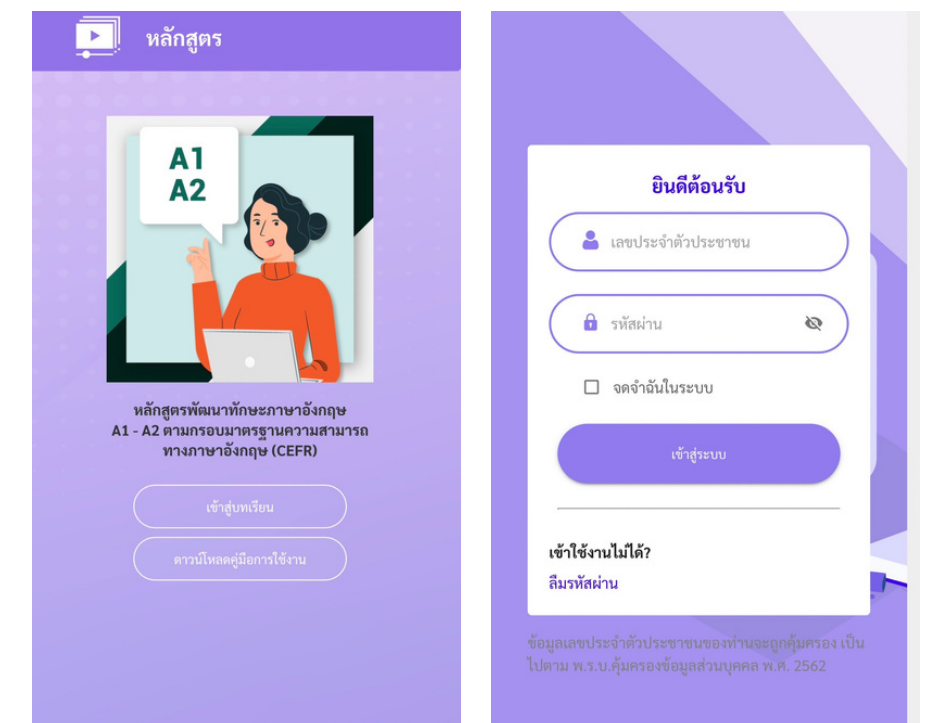 หลักสูตร
A1
A2
หลักสูตรพัฒนาทักษะภาษาอังกฤษ
A1 - A2 ตามกรอบมาตรฐานความสามารถ
ทางภาษาอังกฤษ (CEFR)
เข้าสู่บทเรียน
ดาวน์โหลดคู่มือการใช้งาน
ยินดีต้อนรับ
เลขประจำตัวประชาชน
รหัสผ่าน
จดจำฉันในระบบ
เข้าสู่ระบบ
เข้าใช้งานไม่ได้?
ลืมรหัสผ่าน
ข้อมูลเลขประจำตัวประชาชนของท่านจะถูกคุ้มครอง เป็น
ไปตาม พ.ร.บ.คุ้มครองข้อมูลส่วนบุคคล พ.ศ. 2562